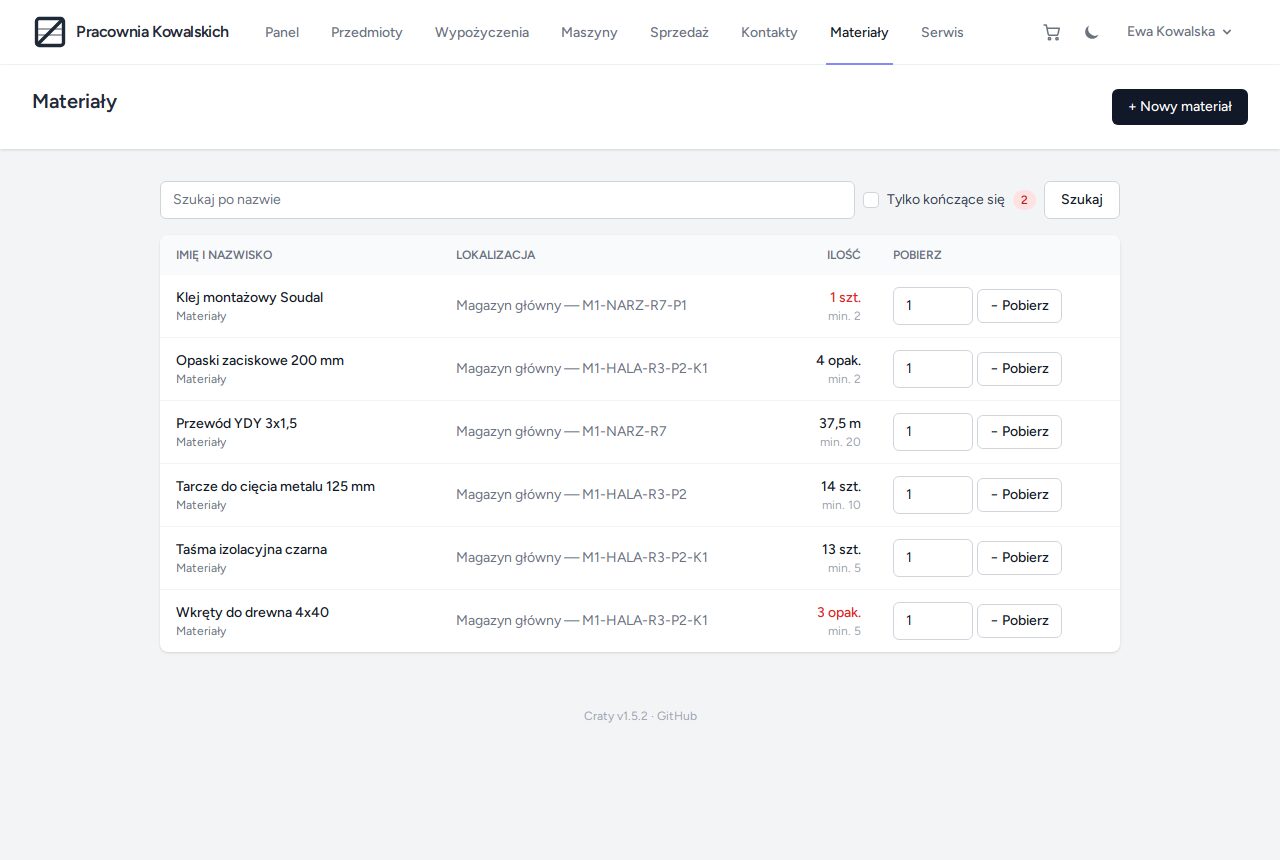 Pracownia Kowalskich Panel Przedmioty Wypożyczenia Maszyny Sprzedaż Kontakty Materiały Serwis Ewa Kowalska
Materiały
+ Nowy materiał
Szukaj po nazwie Tylko kończące się 2 Szukaj
IMIĘ I NAZWISKO LOKALIZACJA ILOŚĆ POBIERZ
Klej montażowy Soudal
Materiały
Magazyn główny — M1-NARZ-R7-P1
1 szt.
min. 2
1 − Pobierz
Opaski zaciskowe 200 mm
Materiały
Magazyn główny — M1-HALA-R3-P2-K1
4 opak.
min. 2
1 − Pobierz
Przewód YDY 3x1,5
Materiały
Magazyn główny — M1-NARZ-R7
37,5 m
min. 20
1 − Pobierz
Tarcze do cięcia metalu 125 mm
Materiały
Magazyn główny — M1-HALA-R3-P2
14 szt.
min. 10
1 − Pobierz
Taśma izolacyjna czarna
Materiały
Magazyn główny — M1-HALA-R3-P2-K1
13 szt.
min. 5
1 − Pobierz
Wkręty do drewna 4x40
Materiały
Magazyn główny — M1-HALA-R3-P2-K1
3 opak.
min. 5
1 − Pobierz
Craty v1.5.2 · GitHub